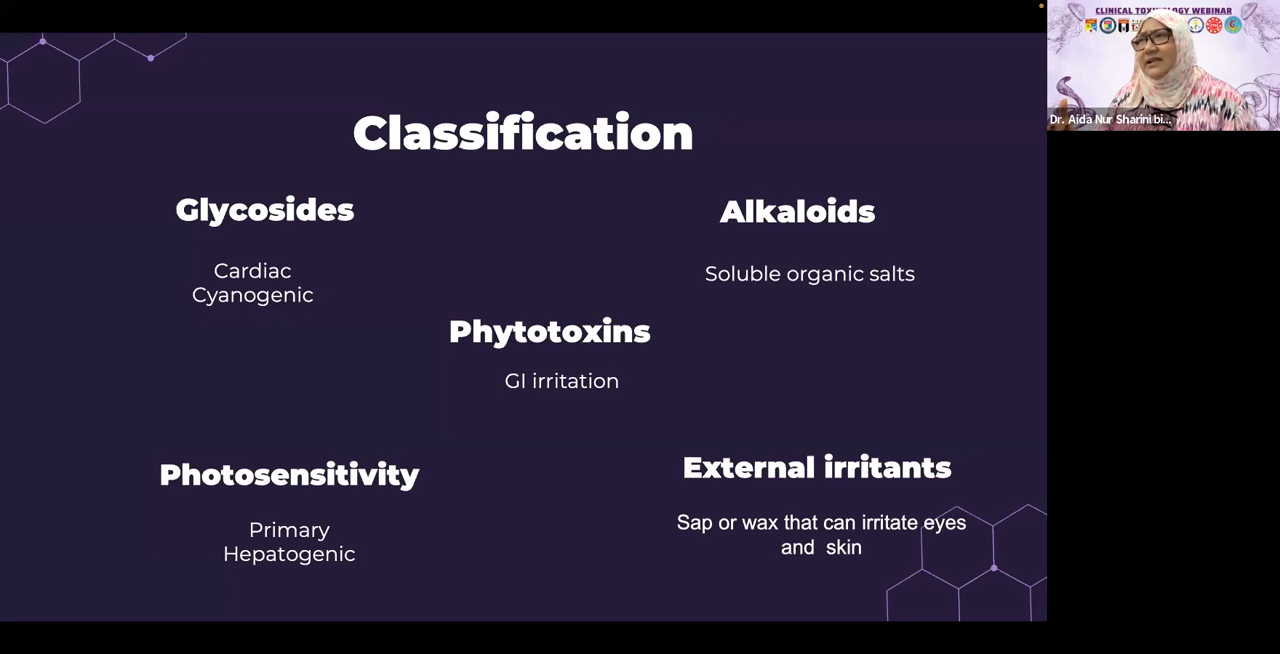 Classification
Glycosides
Cardiac
Cyanogenic
Alkaloids
Soluble organic salts
Phytotoxins
GI irritation
Photosensitivity
Primary
Hepatogenic
External irritants
Sap or wax that can irritate eyes
and skin
CLINICAL TOXINOLOGY WEBINAR
Dr. Aida Nur Sharini bi...